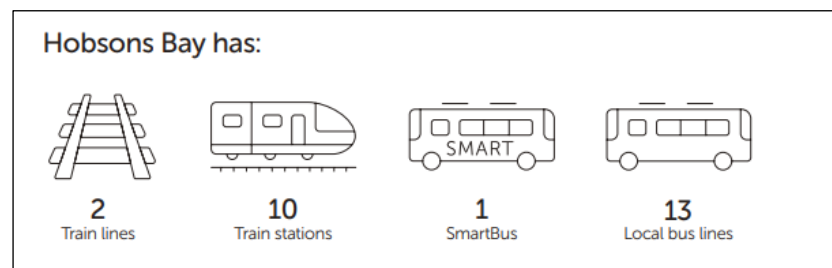 Hobsons Bay has:
SMART
2
Train lines
10
Train stations
1
SmartBus
13
Local bus lines